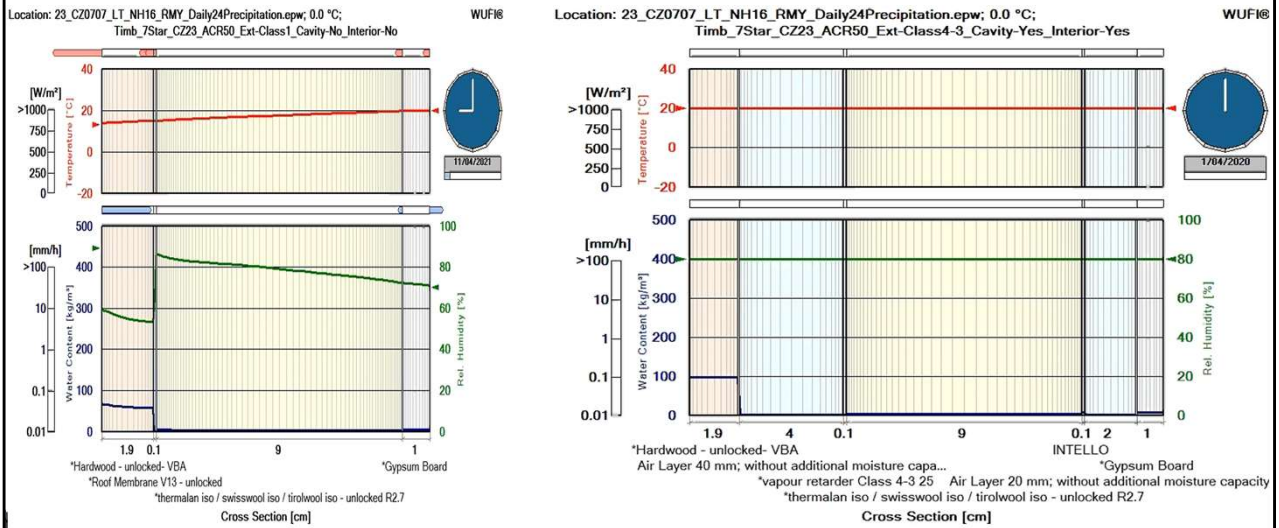 Location: 23_CZ0707_LT_NH16_RMY_Daily24Precipitation.epw; 0.0 °C;
WUFI®
Timb_7Star_CZ23_ACR50_Ext-Class1_Cavity-No_Interior-No
[W/m²]
>1000
750
500
250
0
Temperature [°C]
40
20
0
-20
11/04/2021
[mm/h]
>100
10
1
0.1
0.01
Water Content [kg/m³]
500
400
300
200
100
0
100
80
60
40
20
0
Rel. Humidity [%]
1.9 0.1 9 1
*Hardwood - unlocked- VBA *Gypsum Board
*Roof Membrane V13 - unlocked
*thermalan iso / swisswool iso / tirolwool iso - unlocked R2.7
Cross Section [cm]
Location: 23_CZ0707_LT_NH16_RMY_Daily24Precipitation.epw; 0.0 °C;
WUFI®
Timb_7Star_CZ23_ACR50_Ext-Class4-3_Cavity-Yes_Interior-Yes
[W/m²]
>1000
750
500
250
0
Temperature [°C]
40
20
0
-20
1/04/2020
[mm/h]
>100
10
1
0.1
0.01
Water Content [kg/m³]
500
400
300
200
100
0
100
80
60
40
20
0
Rel. Humidity [%]
1.9 4 0.1 9 0.1 2 1
*Hardwood - unlocked- VBA INTELLO
Air Layer 40 mm; without additional moisture capa... *Gypsum Board
*vapour retarder Class 4-3 25 Air Layer 20 mm; without additional moisture capacity
*thermalan iso / swisswool iso / tirolwool iso - unlocked R2.7
Cross Section [cm]